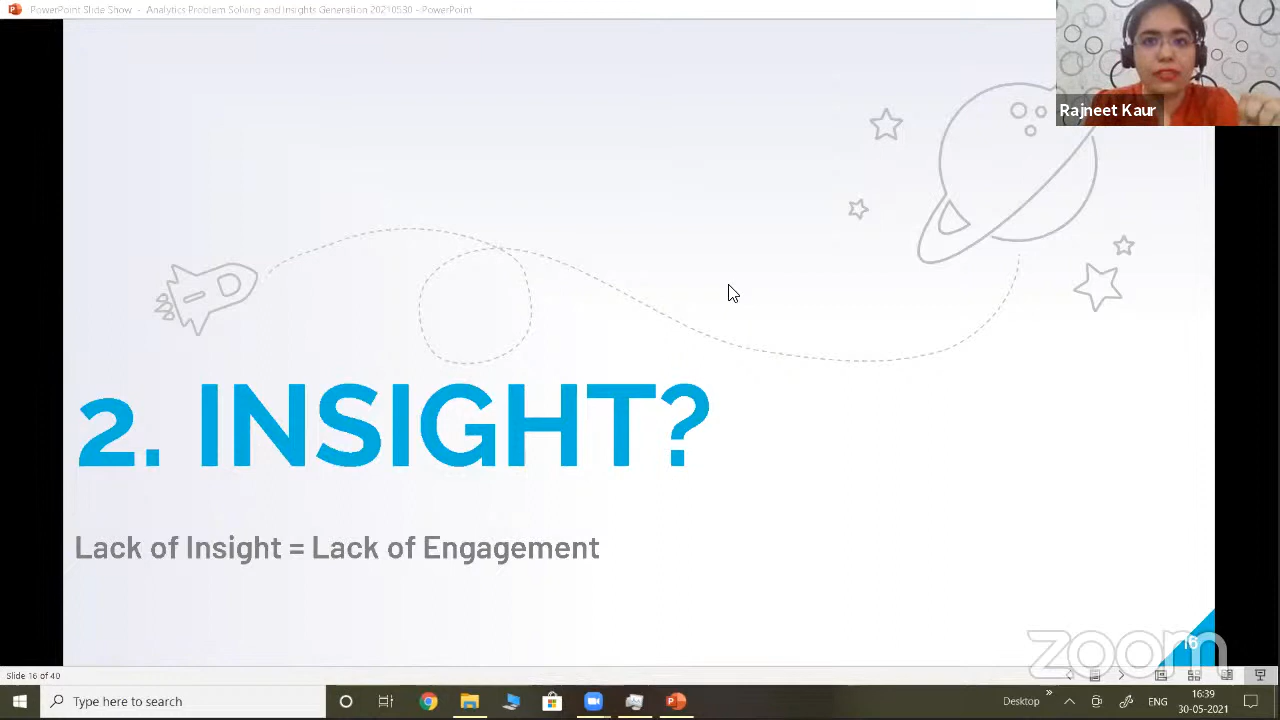 PowerPoint Slide Show - Analytics Problem Solving and Insights Generation 20210530 - PowerPoint
Rajneet Kaur
2. INSIGHT?
Lack of Insight = Lack of Engagement
16
zoom
Slide 16 of 40
Type here to search
Desktop
ENG
16:39
30-05-2021